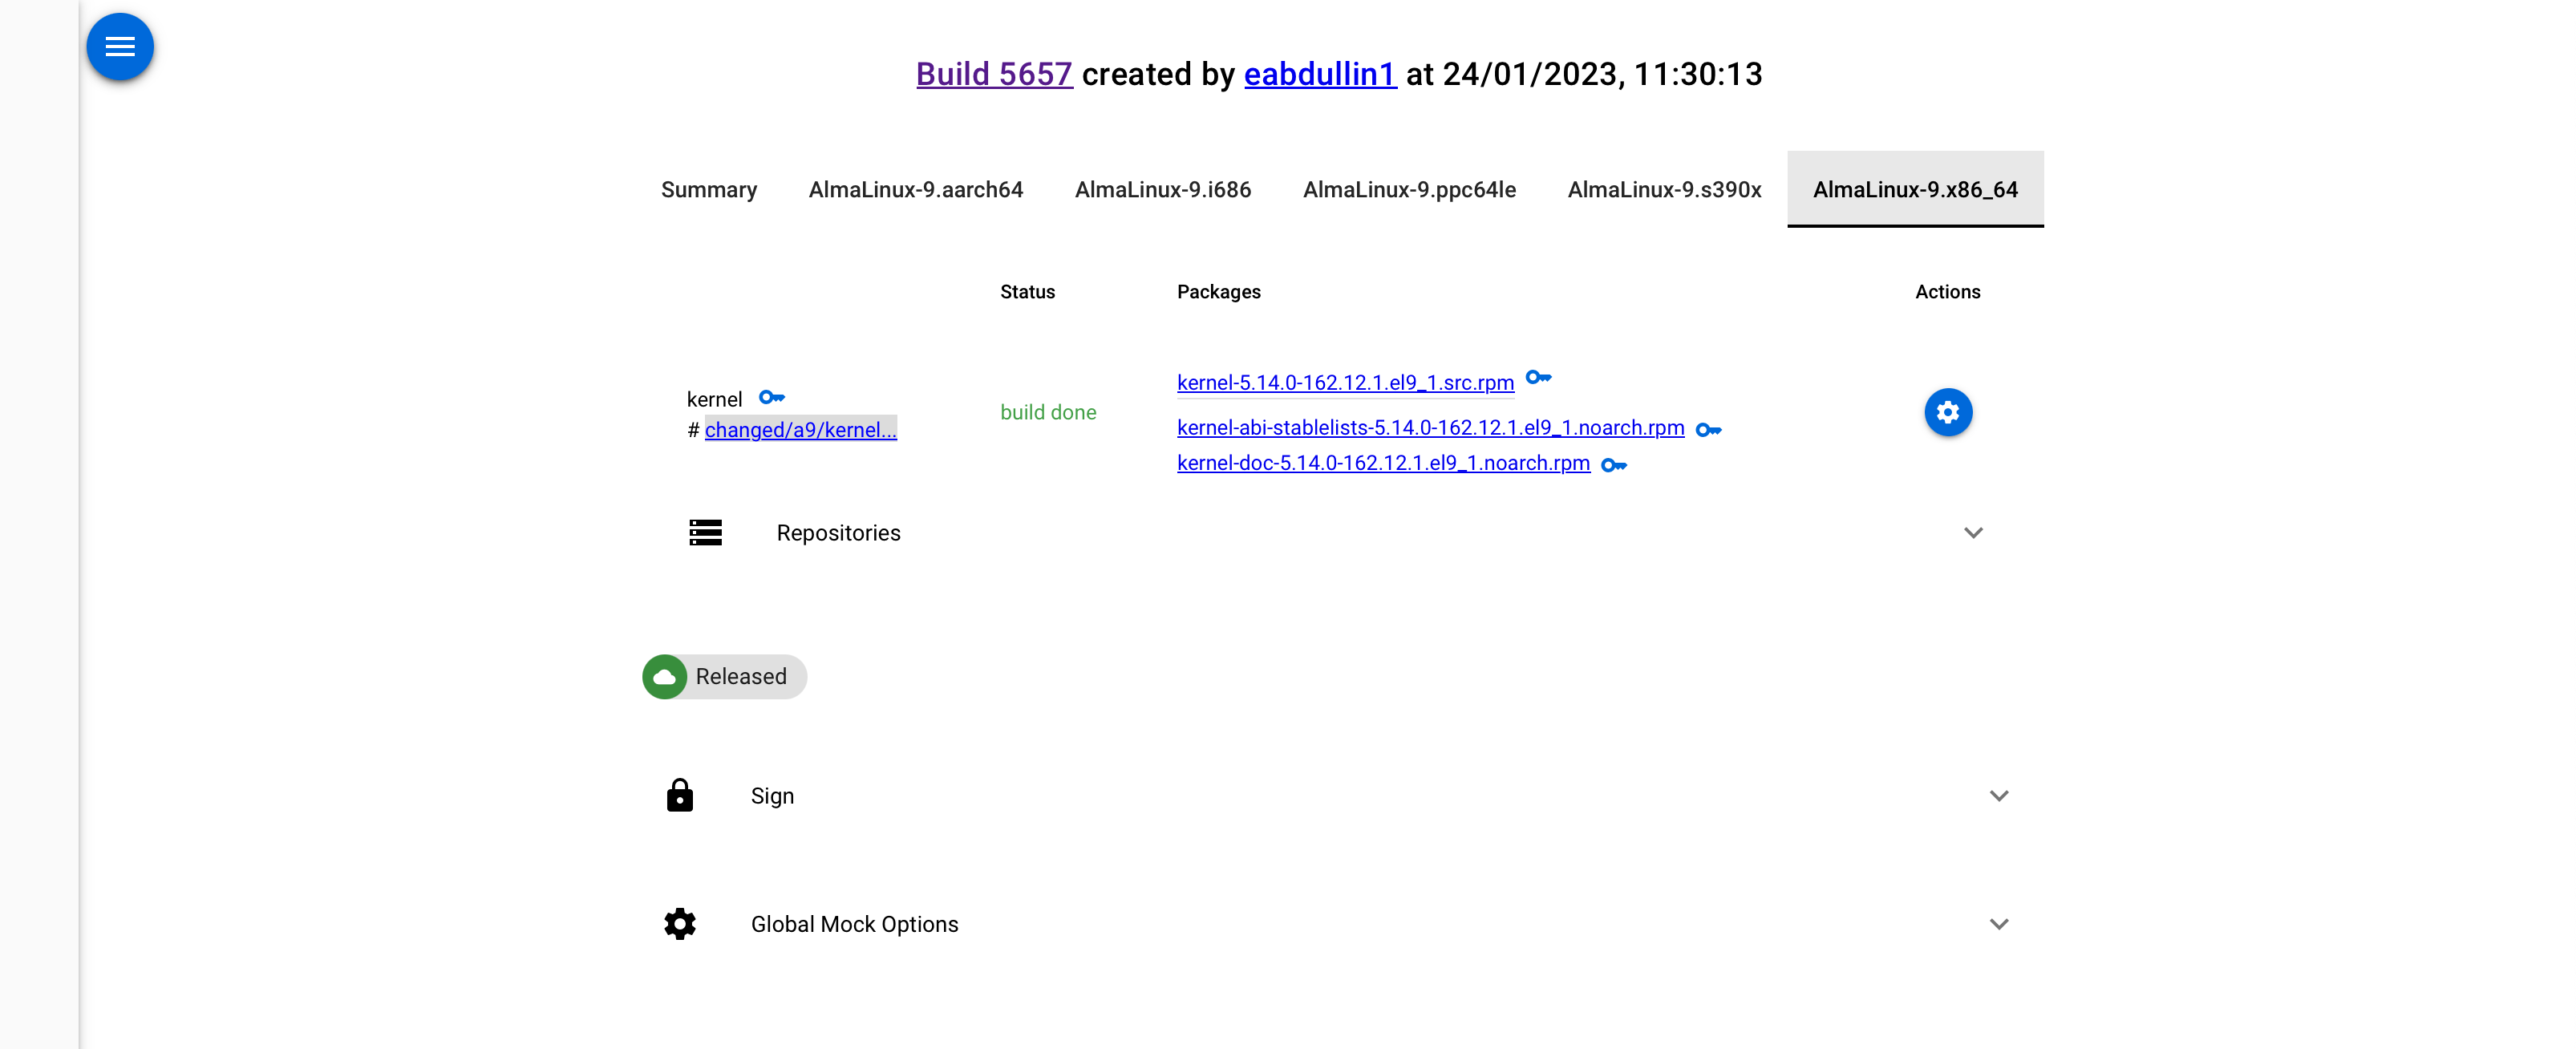 Build 5657 created by eabdullin1 at 24/01/2023, 11:30:13
Summary AlmaLinux-9.aarch64 AlmaLinux-9.i686 AlmaLinux-9.ppc64le AlmaLinux-9.s390x AlmaLinux-9.x86_64
Status Packages Actions
kernel
# changed/a9/kernel...
build done
kernel-5.14.0-162.12.1.el9_1.src.rpm
kernel-abi-stablelists-5.14.0-162.12.1.el9_1.noarch.rpm
kernel-doc-5.14.0-162.12.1.el9_1.noarch.rpm
Repositories
Released
Sign
Global Mock Options